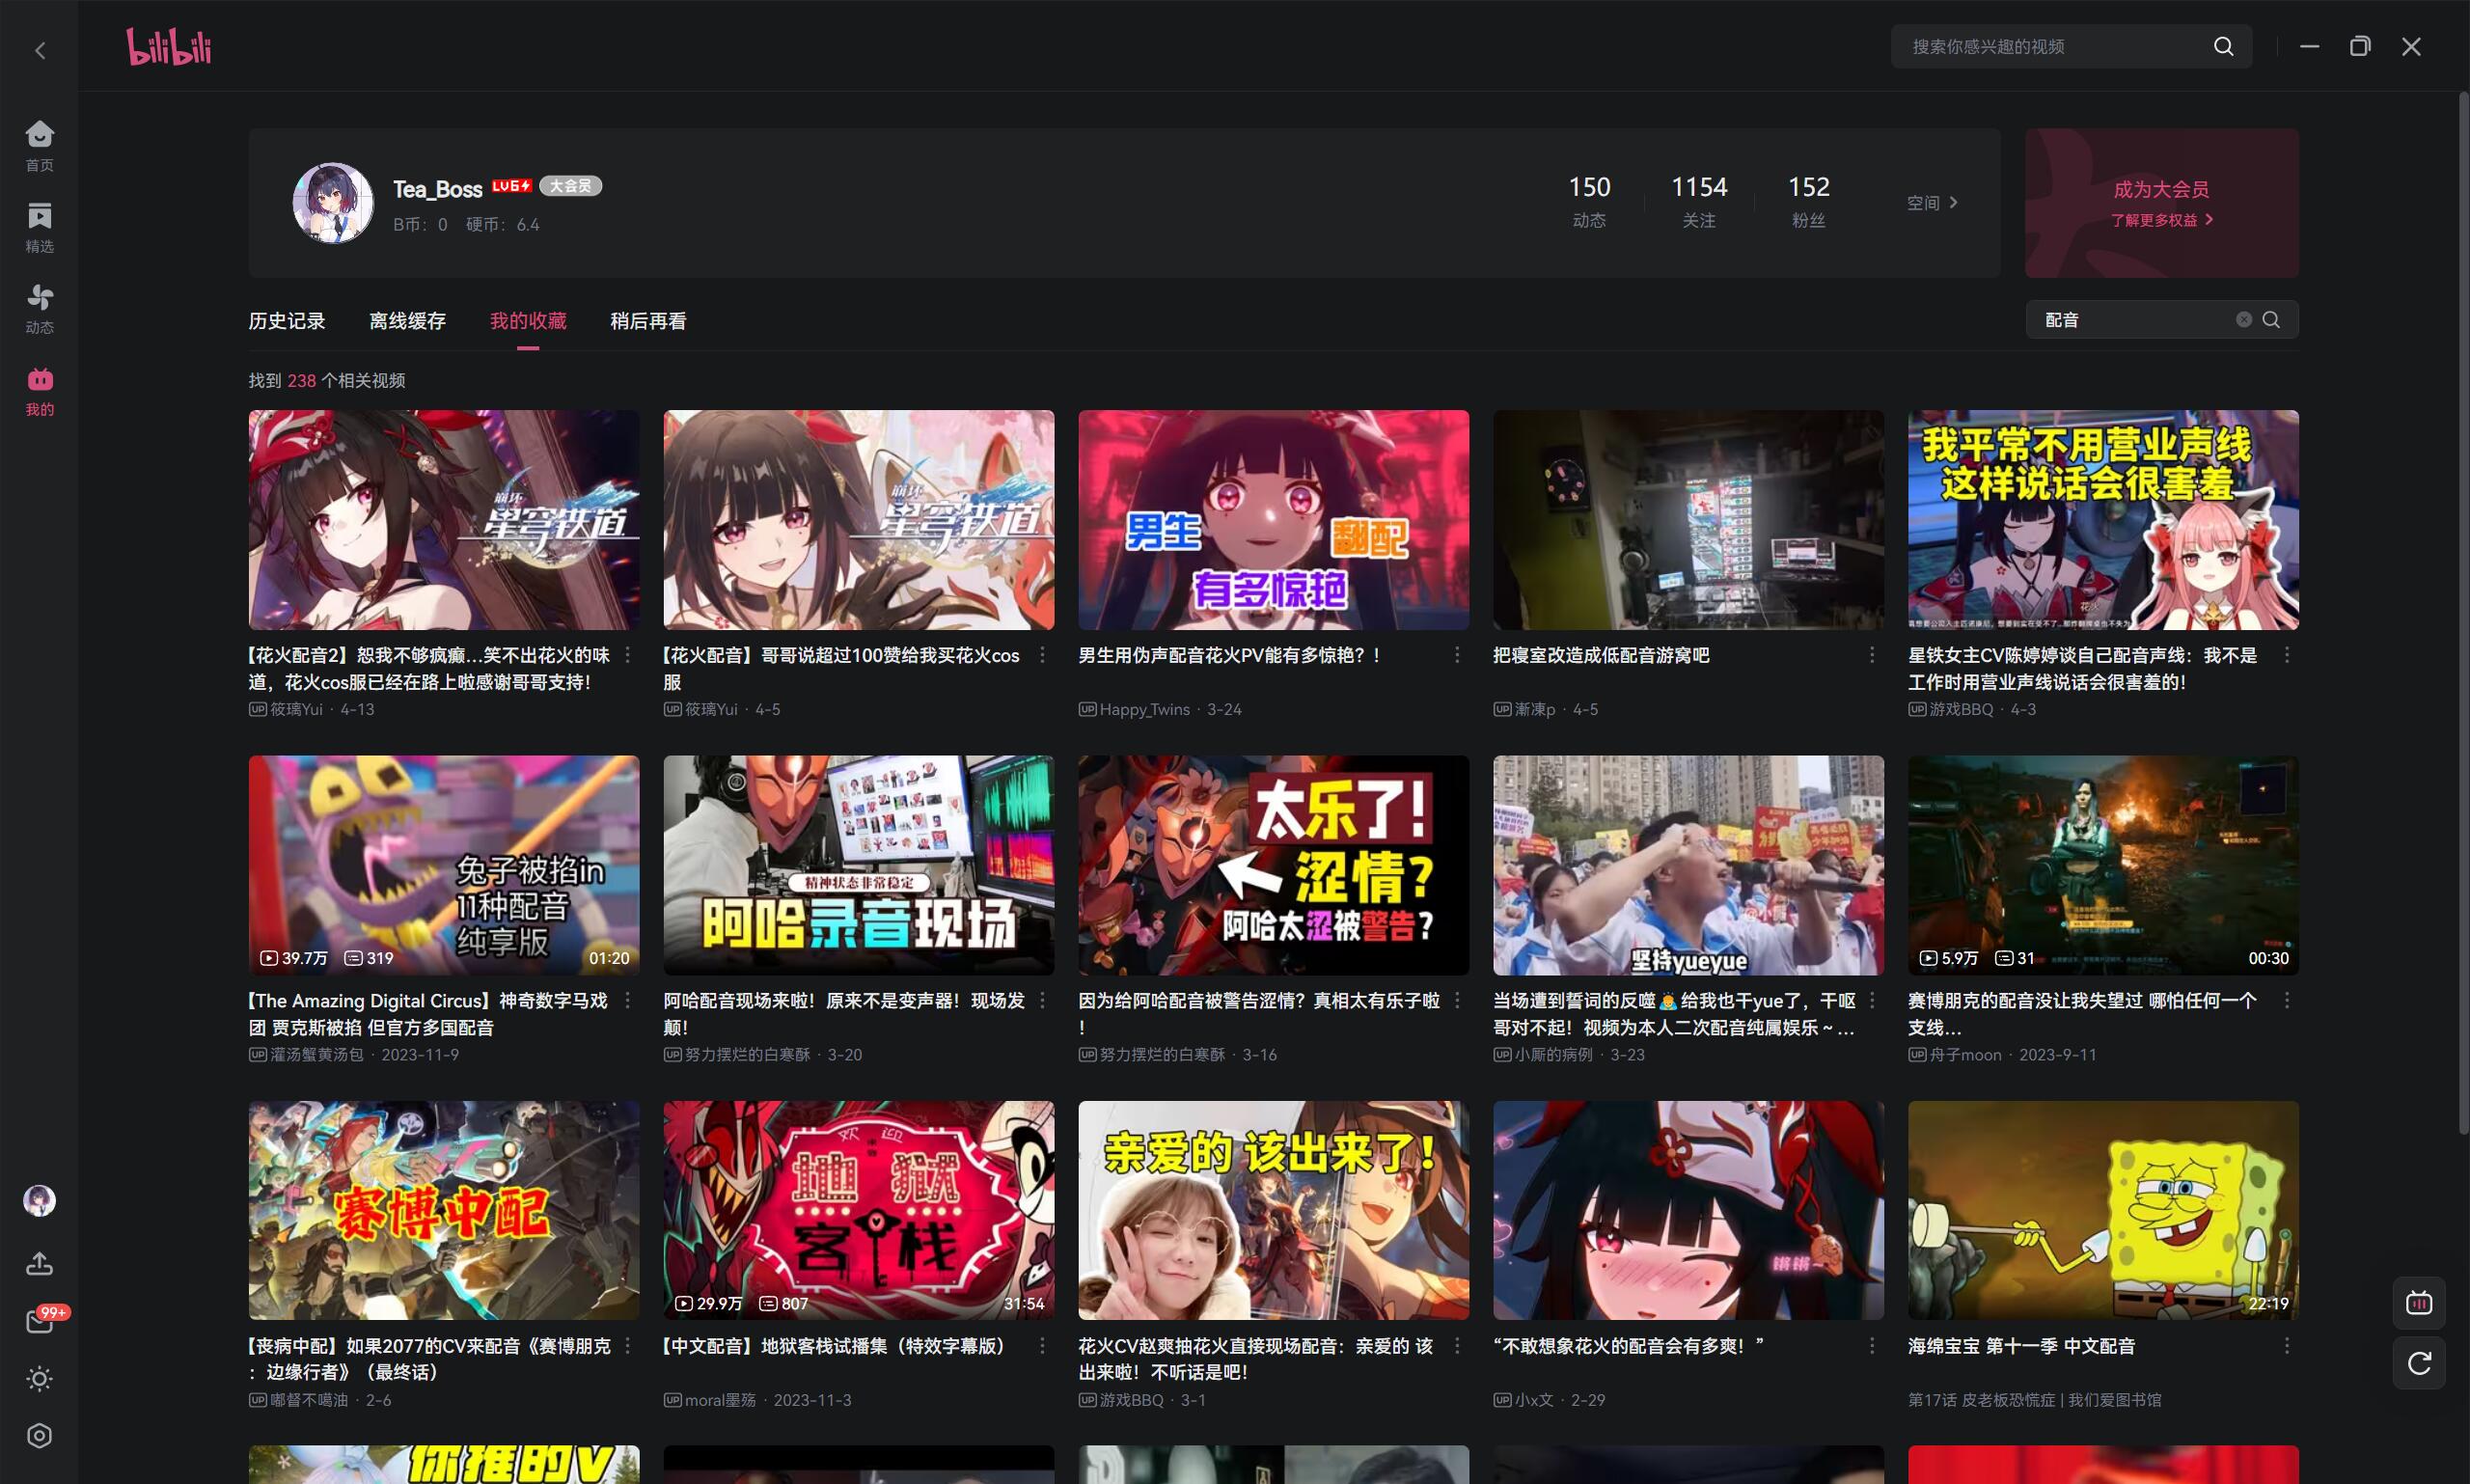 bilibili
搜索你感兴趣的视频
首页
精选
动态
我的
99+
Tea_Boss LV6 大会员
B币：0 硬币：6.4
150 动态
1154 关注
152 粉丝
空间
成为大会员
了解更多权益
历史记录 离线缓存 我的收藏 稍后再看
配音
找到 238 个相关视频
崩坏
星穹铁道
【花火配音2】恕我不够疯癫...笑不出花火的味
道，花火cos服已经在路上啦感谢哥哥支持！
UP 筱璃Yui · 4-13
崩坏
星穹铁道
【花火配音】哥哥说超过100赞给我买花火cos
服
UP 筱璃Yui · 4-5
男生 翻配
有多惊艳
男生用伪声配音花火PV能有多惊艳？！
UP Happy_Twins · 3-24
把寝室改造成低配音游窝吧
UP 漸凍p · 4-5
我平常不用营业声线
这样说话会很害羞
花火
星铁女主CV陈婷婷谈自己配音声线：我不是
工作时用营业声线说话会很害羞的！
UP 游戏BBQ · 4-3
兔子被掐in
11种配音
纯享版
39.7万 319 01:20
【The Amazing Digital Circus】神奇数字马戏
团 贾克斯被掐 但官方多国配音
UP 灌汤蟹黄汤包 · 2023-11-9
精神状态非常稳定
阿哈录音现场
阿哈配音现场来啦！原来不是变声器！现场发
颠！
UP 努力摆烂的白寒酥 · 3-20
太乐了！
涩情？
阿哈太涩被警告？
因为给阿哈配音被警告涩情？真相太有乐子啦
！
UP 努力摆烂的白寒酥 · 3-16
坚持yueyue
当场遭到誓词的反噬🙇给我也干yue了，干呕
哥对不起！视频为本人二次配音纯属娱乐～...
UP 小厮的病例 · 3-23
5.9万 31 00:30
赛博朋克的配音没让我失望过 哪怕任何一个
支线...
UP 舟子moon · 2023-9-11
赛博中配
【丧病中配】如果2077的CV来配音《赛博朋克
：边缘行者》（最终话）
UP 嘟督不噶油 · 2-6
欢迎
地狱
客栈
29.9万 807 31:54
【中文配音】地狱客栈试播集（特效字幕版）
UP moral墨殇 · 2023-11-3
亲爱的 该出来了！
花火CV赵爽抽花火直接现场配音：亲爱的 该
出来啦！不听话是吧！
UP 游戏BBQ · 3-1
锵锵~
“不敢想象花火的配音会有多爽！”
UP 小x文 · 2-29
22:19
海绵宝宝 第十一季 中文配音
第17话 皮老板恐慌症 | 我们爱图书馆
你推的V